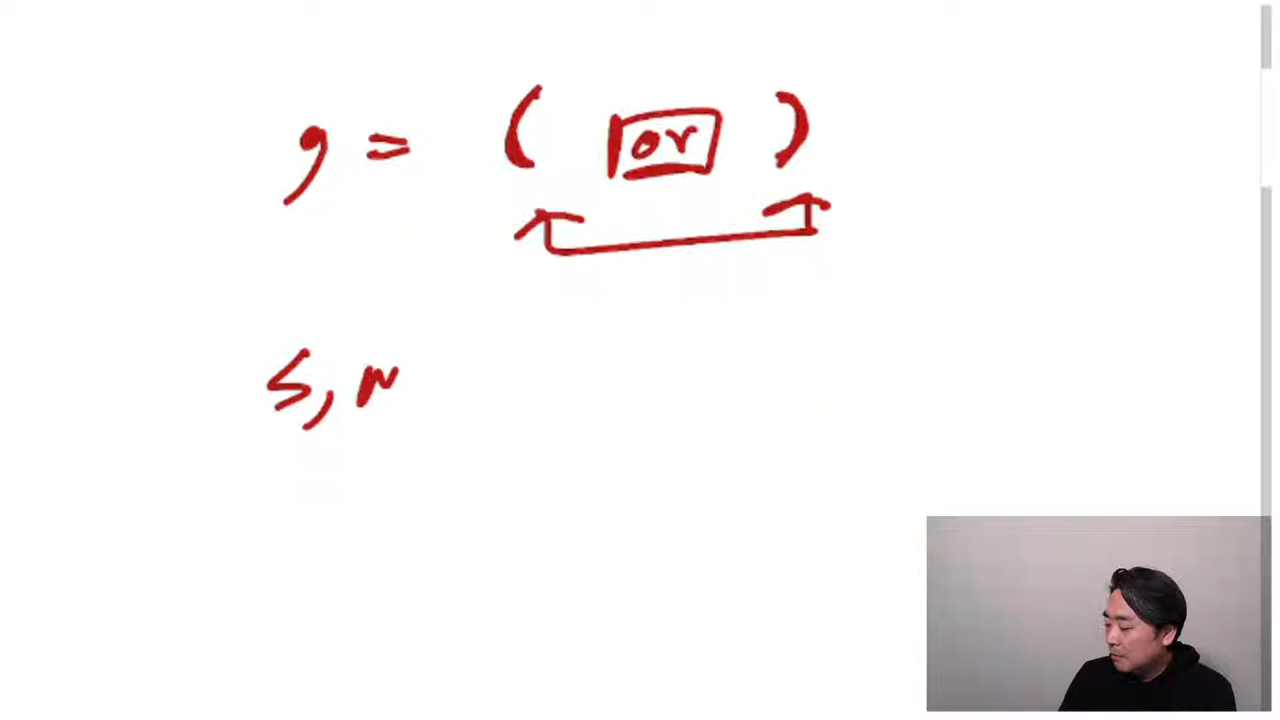 g = ( or )
s, n